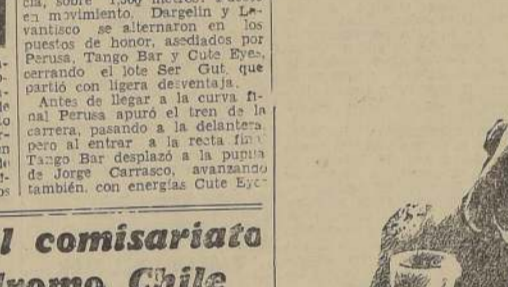 cia, sobre 1,300 metros. Puesto
en movimiento, Dargelin y Le-
vantisco se alternaron en los
puestos de honor, asediados por
Perusa, Tango Bar y Cute Eyes,
cerrando el lote Ser Gut, que
partió con ligera desventaja.
Antes de llegar a la curva fi-
nal Perusa apuró el tren de la
carrera, pasando a la delantera,
pero al entrar a la recta final
Tango Bar desplazó a la pupila
de Jorge Carrasco, avanzando
también, con energías Cute Eye-
l comisariato
dromo Chile